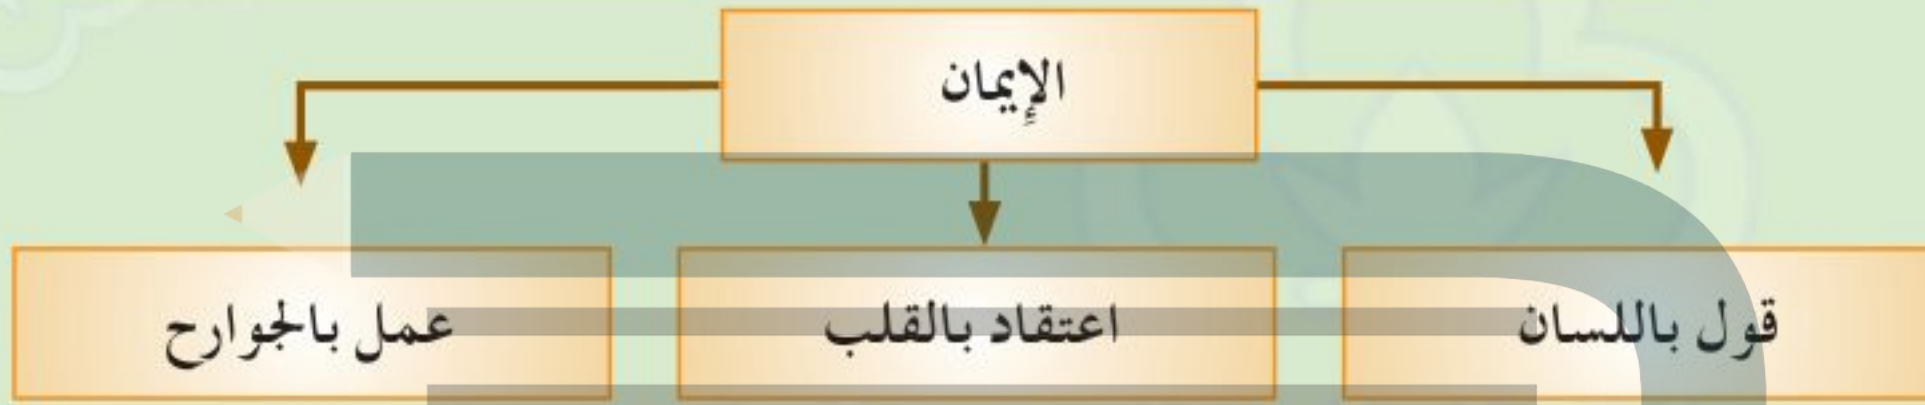 الإيمان
قول باللسان
اعتقاد بالقلب
عمل بالجوارح